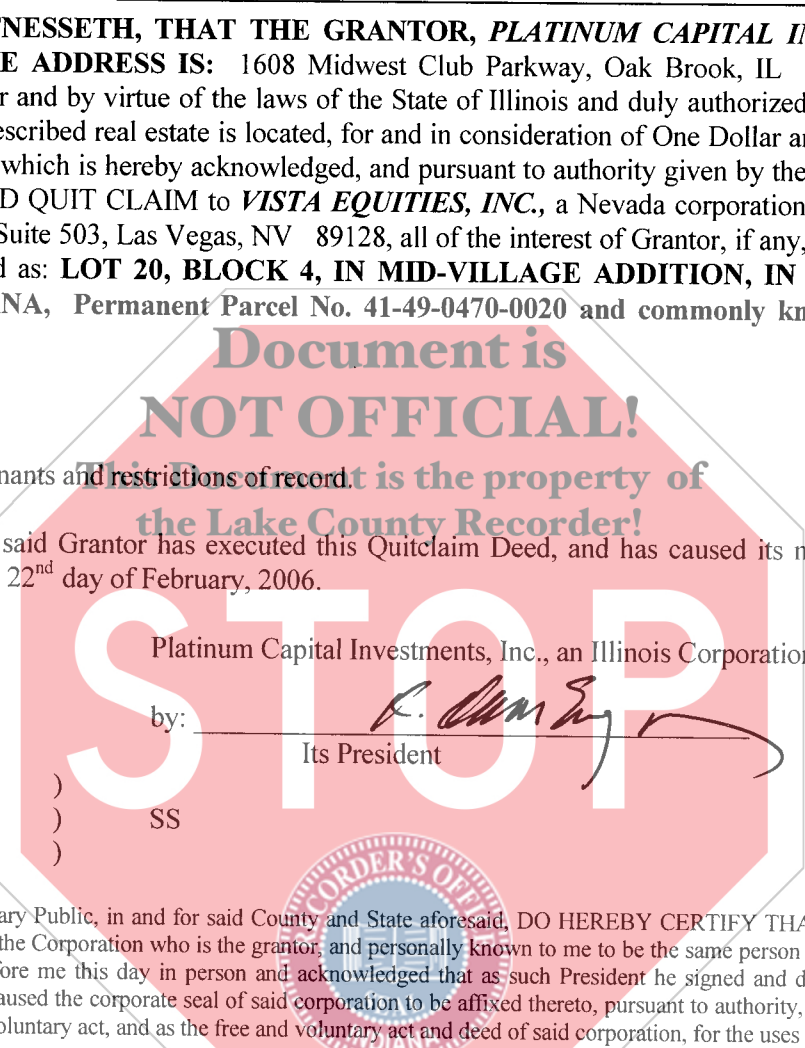 NESSETH, THAT THE GRANTOR, PLATINUM CAPITAL IN
E ADDRESS IS: 1608 Midwest Club Parkway, Oak Brook, IL
r and by virtue of the laws of the State of Illinois and duly authorized
escribed real estate is located, for and in consideration of One Dollar an
which is hereby acknowledged, and pursuant to authority given by the
D QUIT CLAIM to VISTA EQUITIES, INC., a Nevada corporation
Suite 503, Las Vegas, NV 89128, all of the interest of Grantor, if any,
d as: LOT 20, BLOCK 4, IN MID-VILLAGE ADDITION, IN
NA, Permanent Parcel No. 41-49-0470-0020 and commonly kn
Document is
NOT OFFICIAL!
nants and restrictions of record.
This Document is the property of
the Lake County Recorder!
said Grantor has executed this Quitclaim Deed, and has caused its n
22nd day of February, 2006.
STOP
Platinum Capital Investments, Inc., an Illinois Corporation
by:
Its President
)
) SS
)
RECORDER'S OFFI
ary Public, in and for said County and State aforesaid, DO HEREBY CERTIFY THA
the Corporation who is the grantor, and personally known to me to be the same person
fore me this day in person and acknowledged that as such President he signed and d
aused the corporate seal of said corporation to be affixed thereto, pursuant to authority,
oluntary act, and as the free and voluntary act and deed of said corporation, for the uses